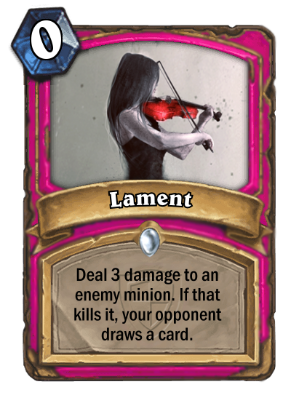 0
Lament
Deal 3 damage to an
enemy minion. If that
kills it, your opponent
draws a card.